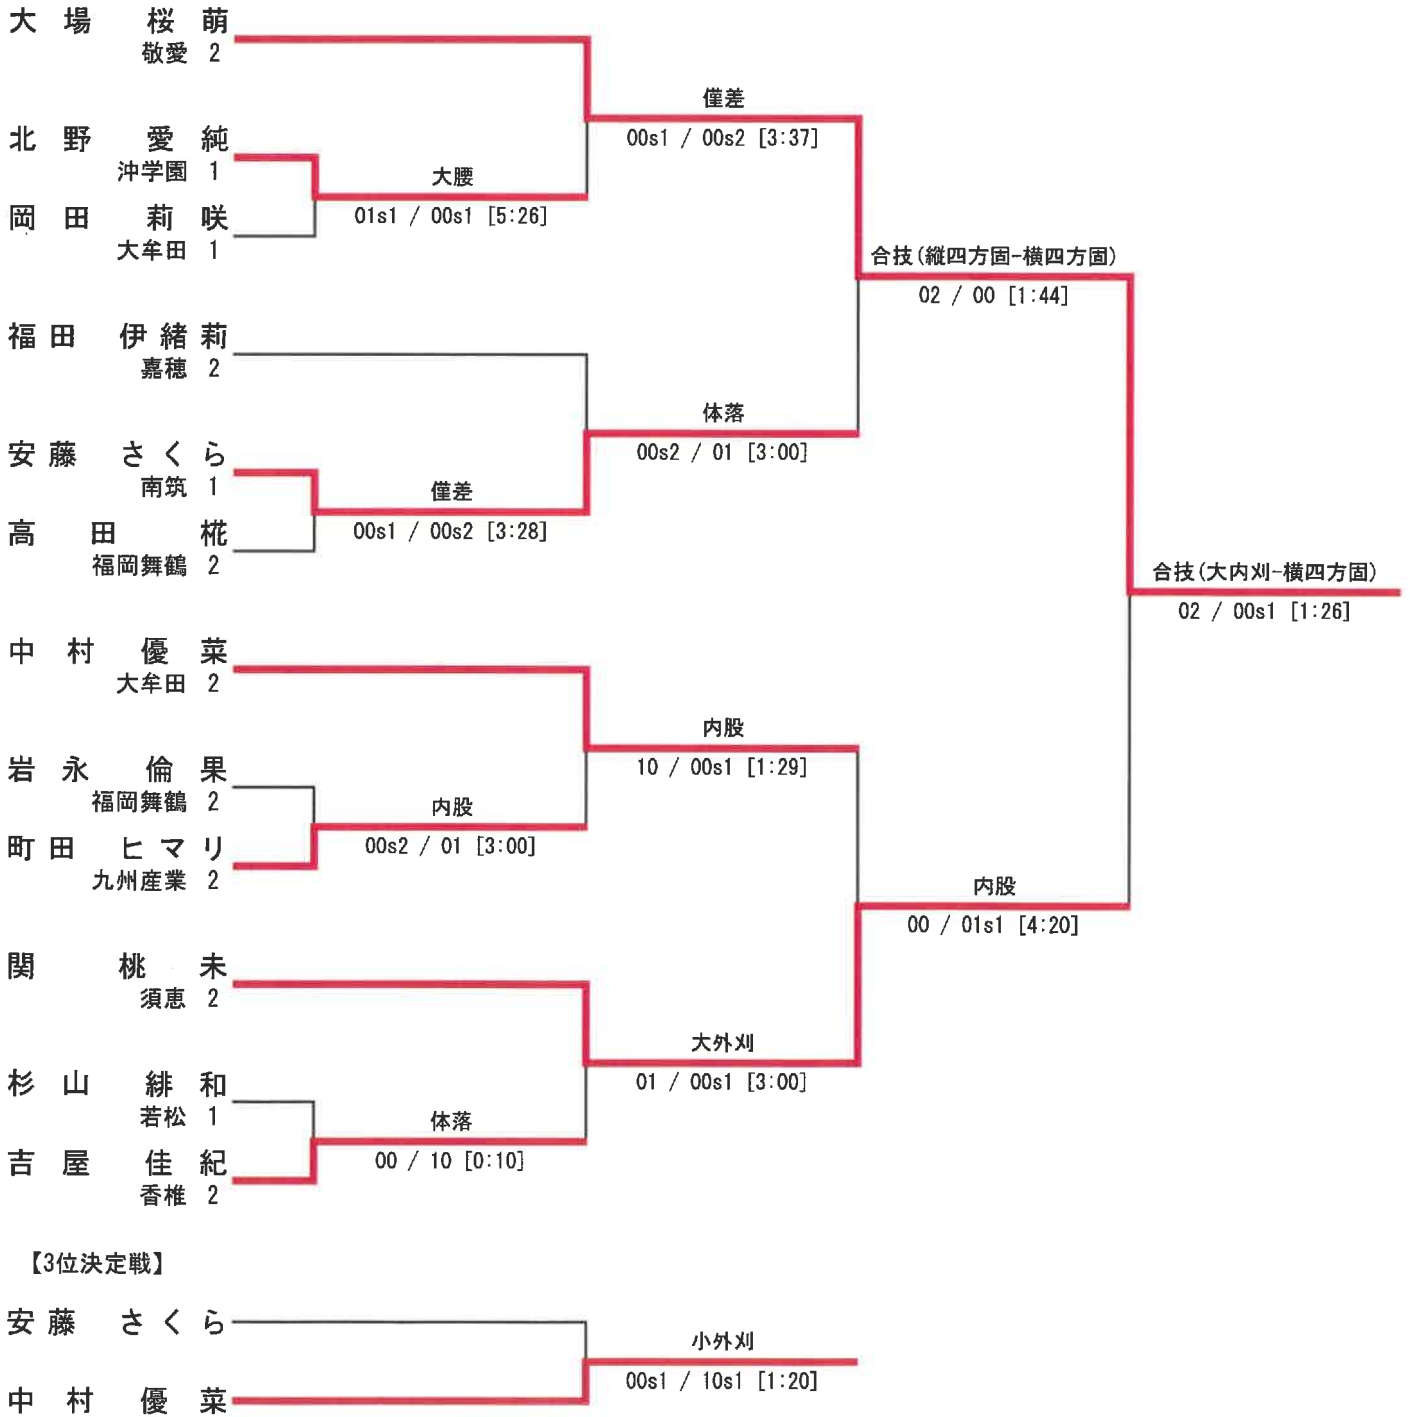 大場 桜萌
敬愛 2
僅差
00s1 / 00s2 [3:37]
北野 愛純
沖学園 1
大腰
01s1 / 00s1 [5:26]
岡田 莉咲
大牟田 1
合技(縦四方固-横四方固)
02 / 00 [1:44]
福田 伊緒莉
嘉穂 2
体落
00s2 / 01 [3:00]
安藤 さくら
南筑 1
僅差
00s1 / 00s2 [3:28]
高田 椛
福岡舞鶴 2
合技(大内刈-横四方固)
02 / 00s1 [1:26]
中村 優菜
大牟田 2
内股
10 / 00s1 [1:29]
岩永 倫果
福岡舞鶴 2
内股
00s2 / 01 [3:00]
町田 ヒマリ
九州産業 2
内股
00 / 01s1 [4:20]
関 桃未
須恵 2
大外刈
01 / 00s1 [3:00]
杉山 緋和
若松 1
体落
00 / 10 [0:10]
吉屋 佳紀
香椎 2
【3位決定戦】
安藤 さくら
小外刈
00s1 / 10s1 [1:20]
中村 優菜